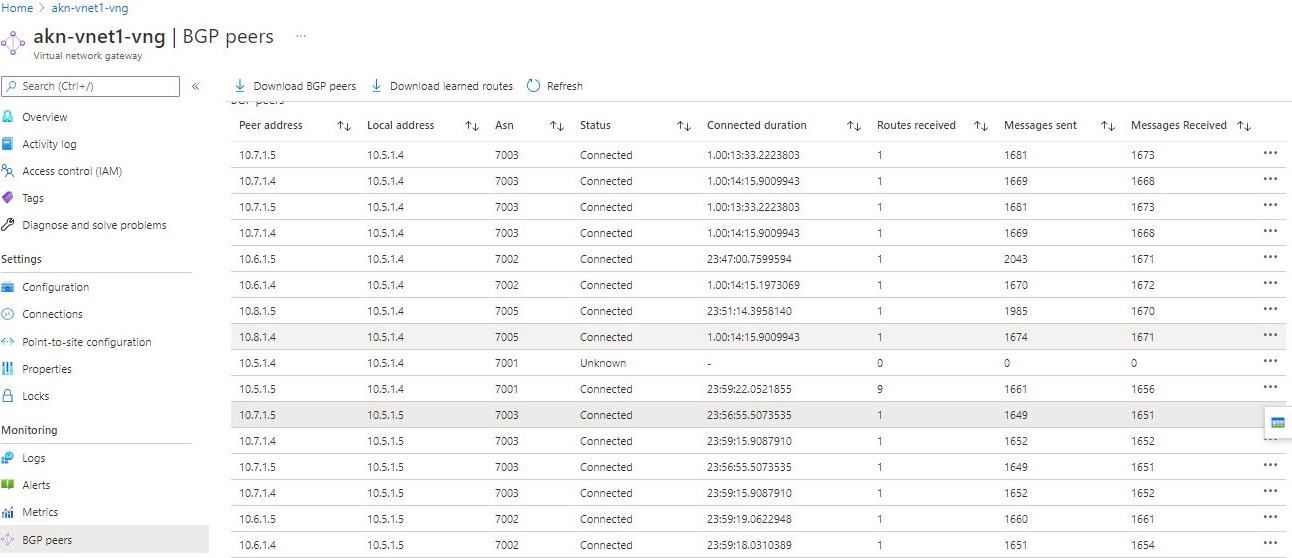 Home > akn-vnet1-vng
akn-vnet1-vng | BGP peers ...
Virtual network gateway
Search (Ctrl+/) «
Overview
Activity log
Access control (IAM)
Tags
Diagnose and solve problems
Settings
Configuration
Connections
Point-to-site configuration
Properties
Locks
Monitoring
Logs
Alerts
Metrics
BGP peers
Download BGP peers Download learned routes Refresh
BGP peers
Peer address Local address Asn Status Connected duration Routes received Messages sent Messages Received
10.7.1.5 10.5.1.4 7003 Connected 1.00:13:33.2223803 1 1681 1673 ...
10.7.1.4 10.5.1.4 7003 Connected 1.00:14:15.9009943 1 1669 1668 ...
10.7.1.5 10.5.1.4 7003 Connected 1.00:13:33.2223803 1 1681 1673 ...
10.7.1.4 10.5.1.4 7003 Connected 1.00:14:15.9009943 1 1669 1668 ...
10.6.1.5 10.5.1.4 7002 Connected 23:47:00.7599594 1 2043 1671 ...
10.6.1.4 10.5.1.4 7002 Connected 1.00:14:15.1973069 1 1670 1672 ...
10.8.1.5 10.5.1.4 7005 Connected 23:51:14.3958140 1 1985 1670 ...
10.8.1.4 10.5.1.4 7005 Connected 1.00:14:15.9009943 1 1674 1671 ...
10.5.1.4 10.5.1.4 7001 Unknown - 0 0 0 ...
10.5.1.5 10.5.1.4 7001 Connected 23:59:22.0521855 9 1661 1656 ...
10.7.1.5 10.5.1.5 7003 Connected 23:56:55.5073535 1 1649 1651
10.7.1.4 10.5.1.5 7003 Connected 23:59:15.9087910 1 1652 1652 ...
10.7.1.5 10.5.1.5 7003 Connected 23:56:55.5073535 1 1649 1651 ...
10.7.1.4 10.5.1.5 7003 Connected 23:59:15.9087910 1 1652 1652 ...
10.6.1.5 10.5.1.5 7002 Connected 23:59:19.0622948 1 1660 1661 ...
10.6.1.4 10.5.1.5 7002 Connected 23:59:18.0310389 1 1651 1654 ...